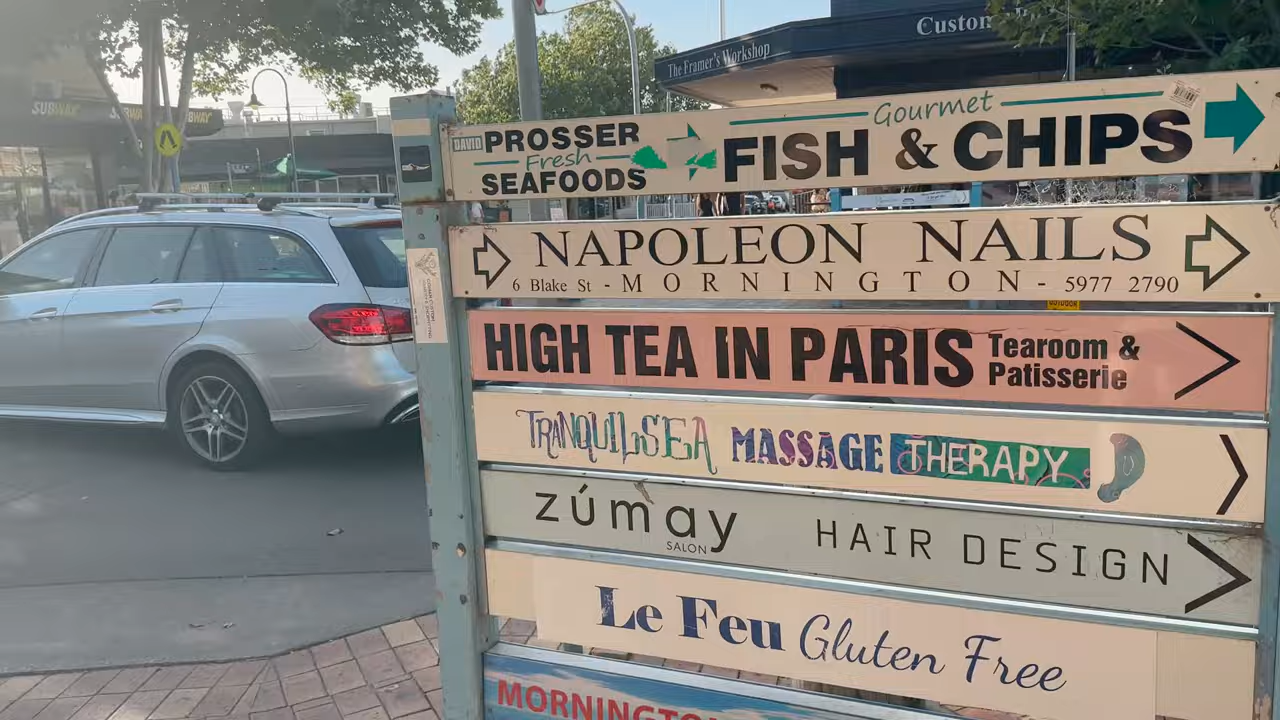 SUBWAY
The Framer's Workshop
Custom
DAVID PROSSER
Fresh
SEAFOODS
Gourmet
FISH & CHIPS
NAPOLEON NAILS
6 Blake St - MORNINGTON - 5977 2790
HIGH TEA IN PARIS Tearoom &
Patisserie
TRANQUILSEA MASSAGE THERAPY
zúmay HAIR DESIGN
SALON
Le Feu Gluten Free
MORNINGTON